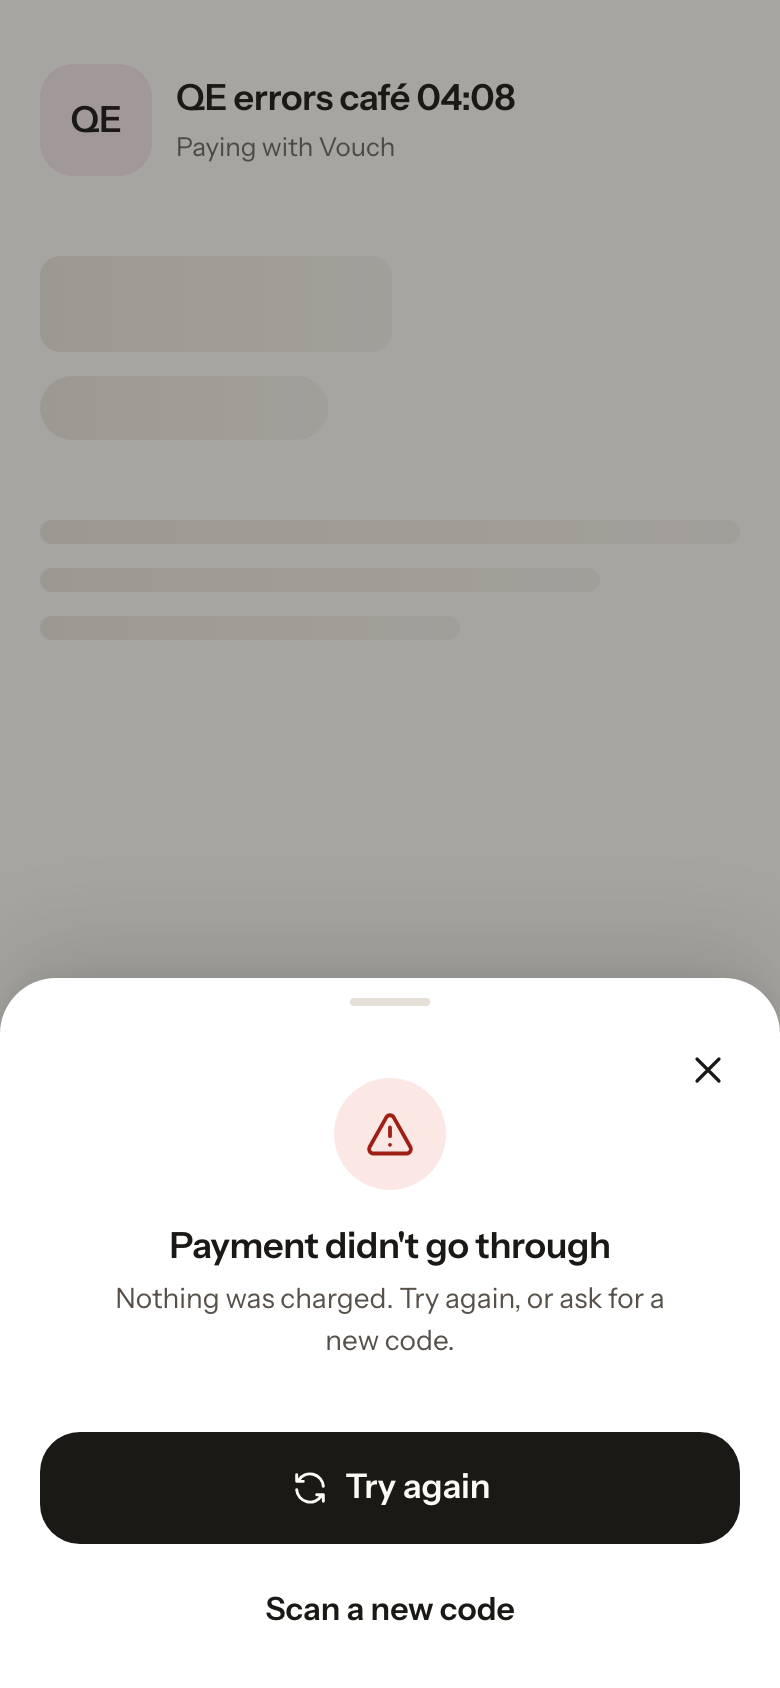 QE
QE errors café 04:08
Paying with Vouch
Payment didn't go through
Nothing was charged. Try again, or ask for a
new code.
Try again
Scan a new code